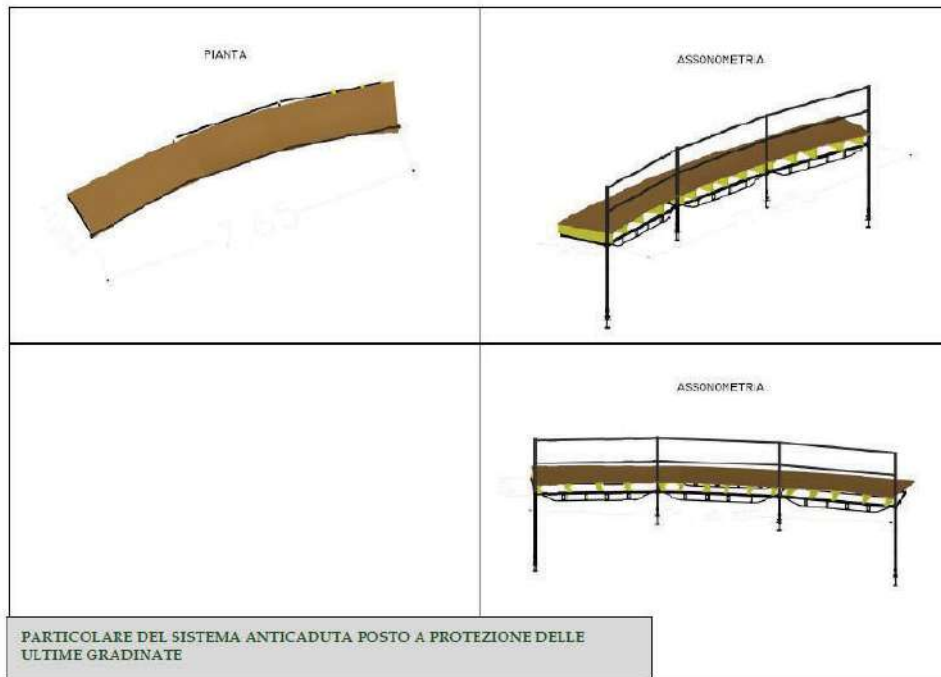 PIANTA
ASSONOMETRIA
7.65
ASSONOMETRIA
PARTICOLARE DEL SISTEMA ANTICADUTA POSTO A PROTEZIONE DELLE
ULTIME GRADINATE